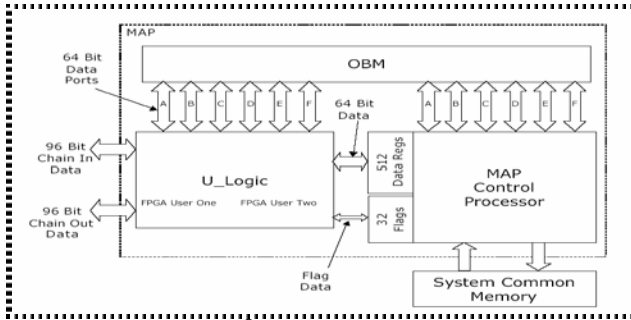 MAP
OBM
64 Bit
Data
Ports
A B C D E F
A B C D E F
64 Bit
Data
96 Bit
Chain In
Data
U_Logic
FPGA User One FPGA User Two
512
Data Regs
MAP
Control
Processor
96 Bit
Chain Out
Data
32
Flags
Flag
Data
System Common
Memory